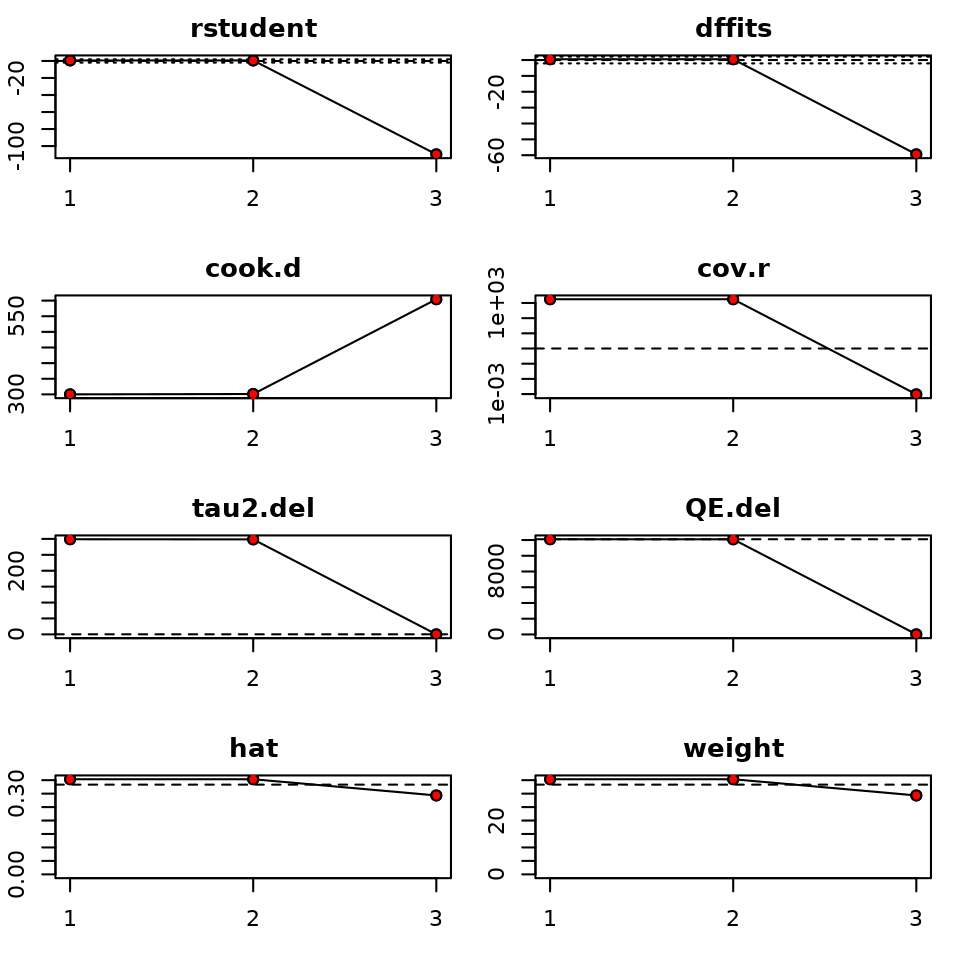 rstudent
-20
-100
1 2 3
dffits
-20
-60
1 2 3
cook.d
550
300
1 2 3
cov.r
1e+03
1e-03
1 2 3
tau2.del
200
0
1 2 3
QE.del
8000
0
1 2 3
hat
0.30
0.00
1 2 3
weight
20
0
1 2 3